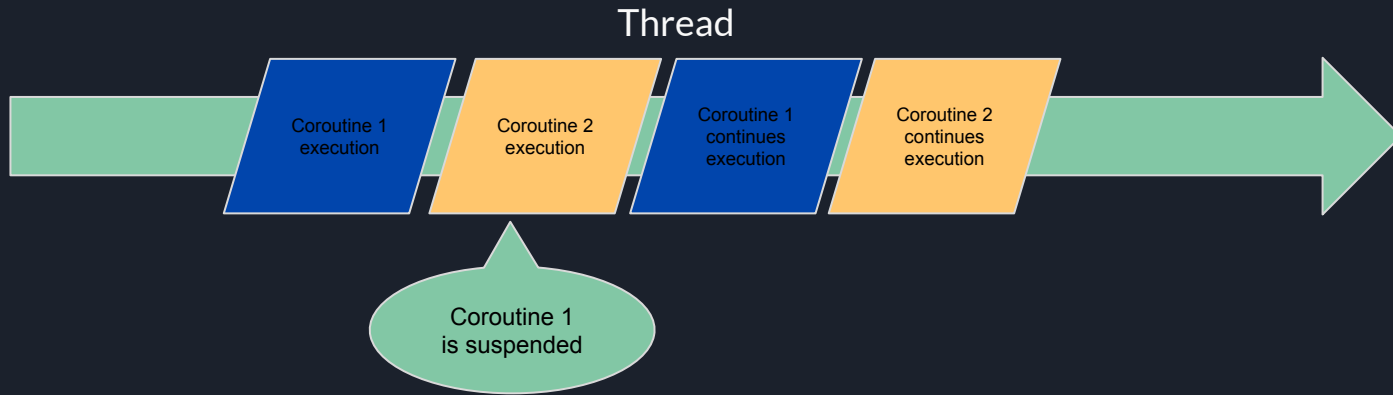 Thread
Coroutine 1
execution
Coroutine 2
execution
Coroutine 1
continues
execution
Coroutine 2
continues
execution
Coroutine 1
is suspended